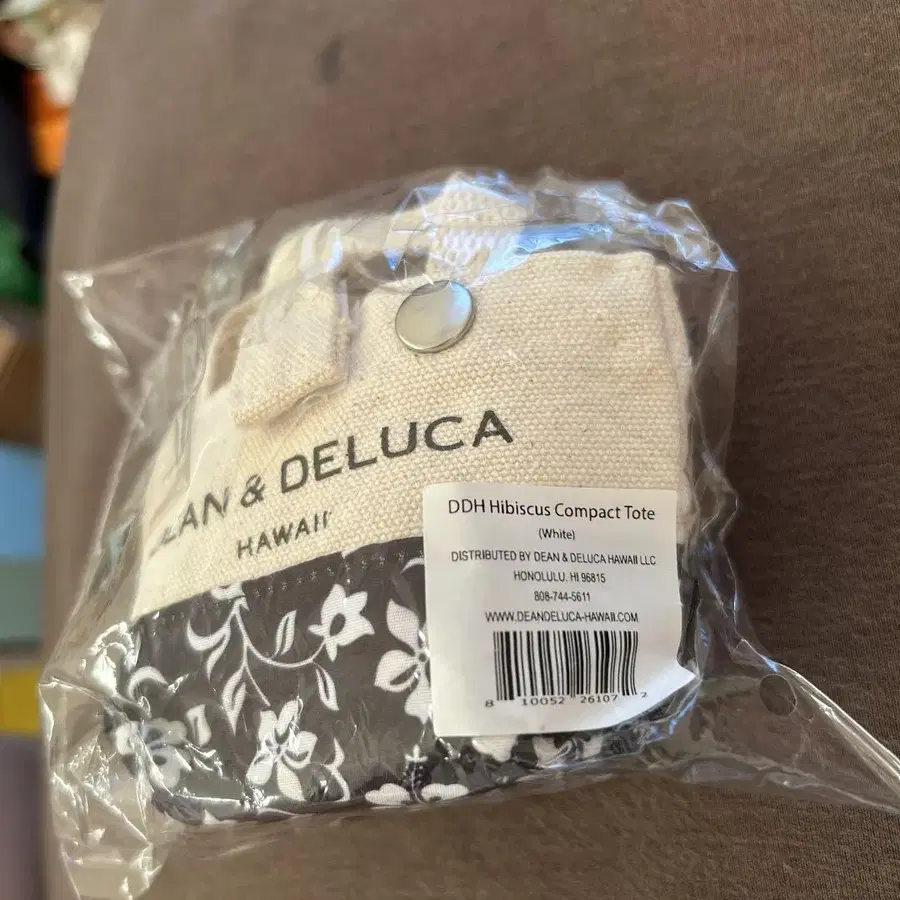 DEAN & DELUCA
HAWAII
DDH Hibiscus Compact Tote
(White)
DISTRIBUTED BY DEAN & DELUCA HAWAII LLC
HONOLULU, HI 96815
808-744-5611
WWW.DEANDELUCA-HAWAII.COM
8 10052 26107 2